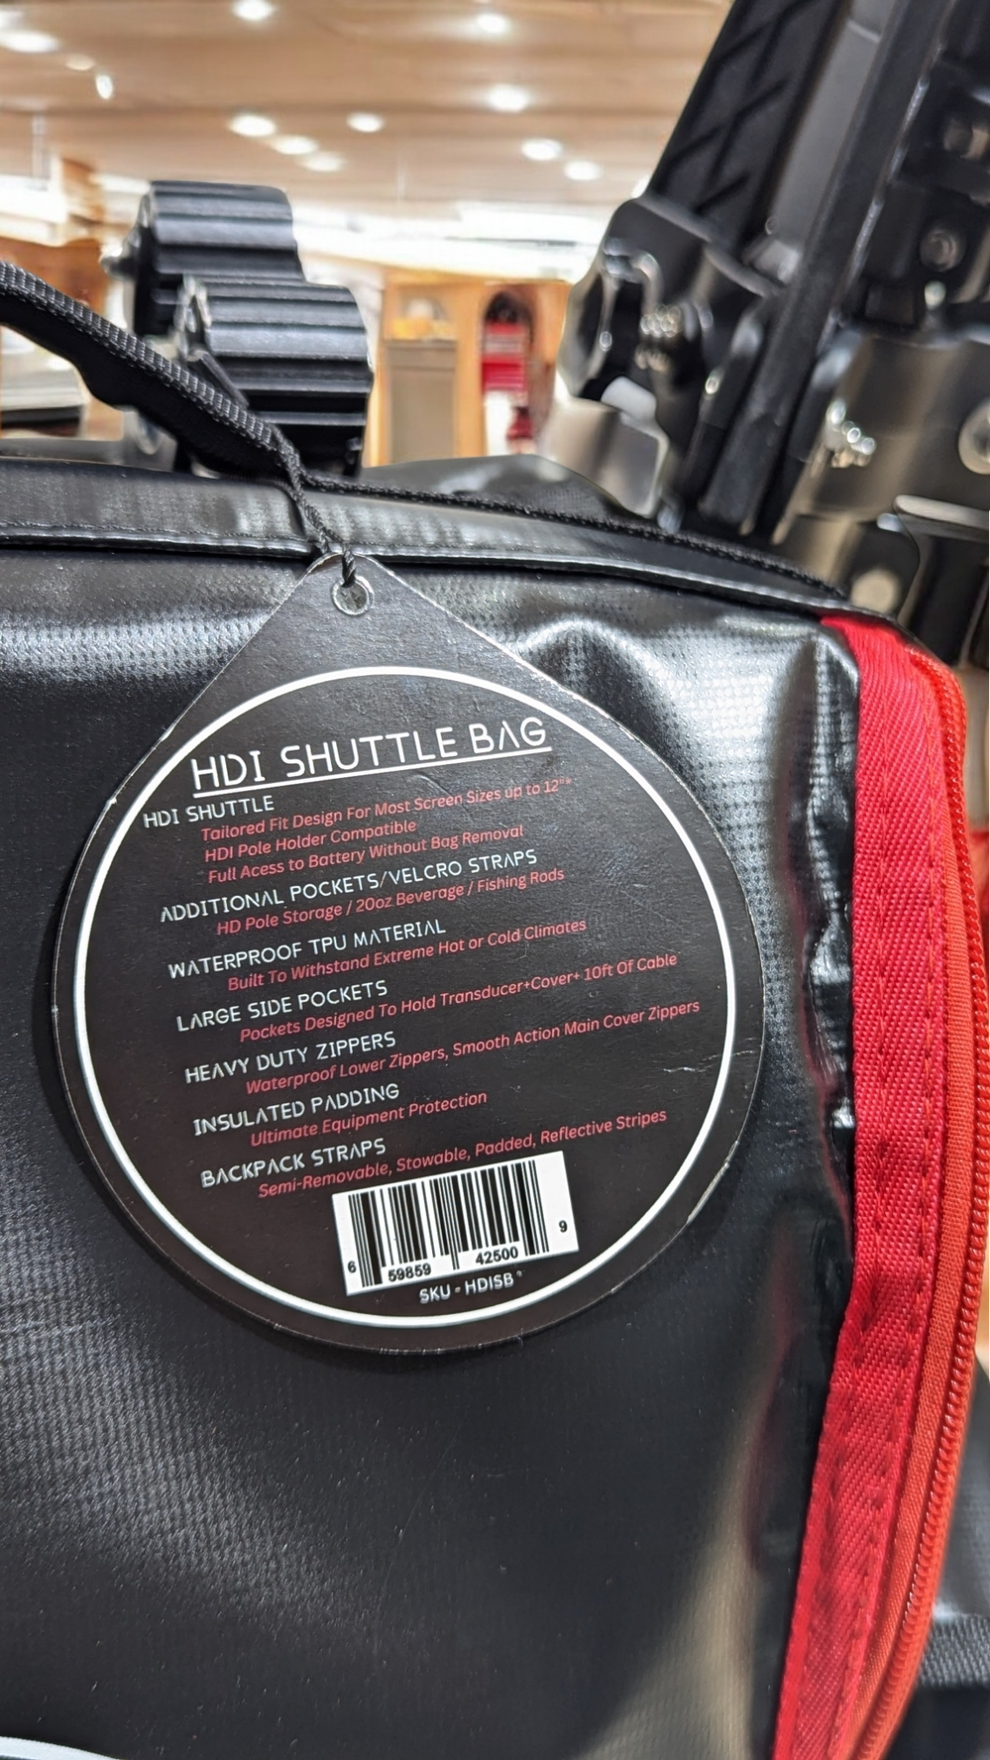 HDI SHUTTLE BAG
HDI SHUTTLE
Tailored Fit Design For Most Screen Sizes up to 12"*
HDI Pole Holder Compatible
Full Acess to Battery Without Bag Removal
ADDITIONAL POCKETS/VELCRO STRAPS
HD Pole Storage / 20oz Beverage / Fishing Rods
WATERPROOF TPU MATERIAL
Built To Withstand Extreme Hot or Cold Climates
LARGE SIDE POCKETS
Pockets Designed To Hold Transducer+Cover+ 10ft Of Cable
HEAVY DUTY ZIPPERS
Waterproof Lower Zippers, Smooth Action Main Cover Zippers
INSULATED PADDING
Ultimate Equipment Protection
BACKPACK STRAPS
Semi-Removable, Stowable, Padded, Reflective Stripes
6 59859 42500 9
SKU - HDISB